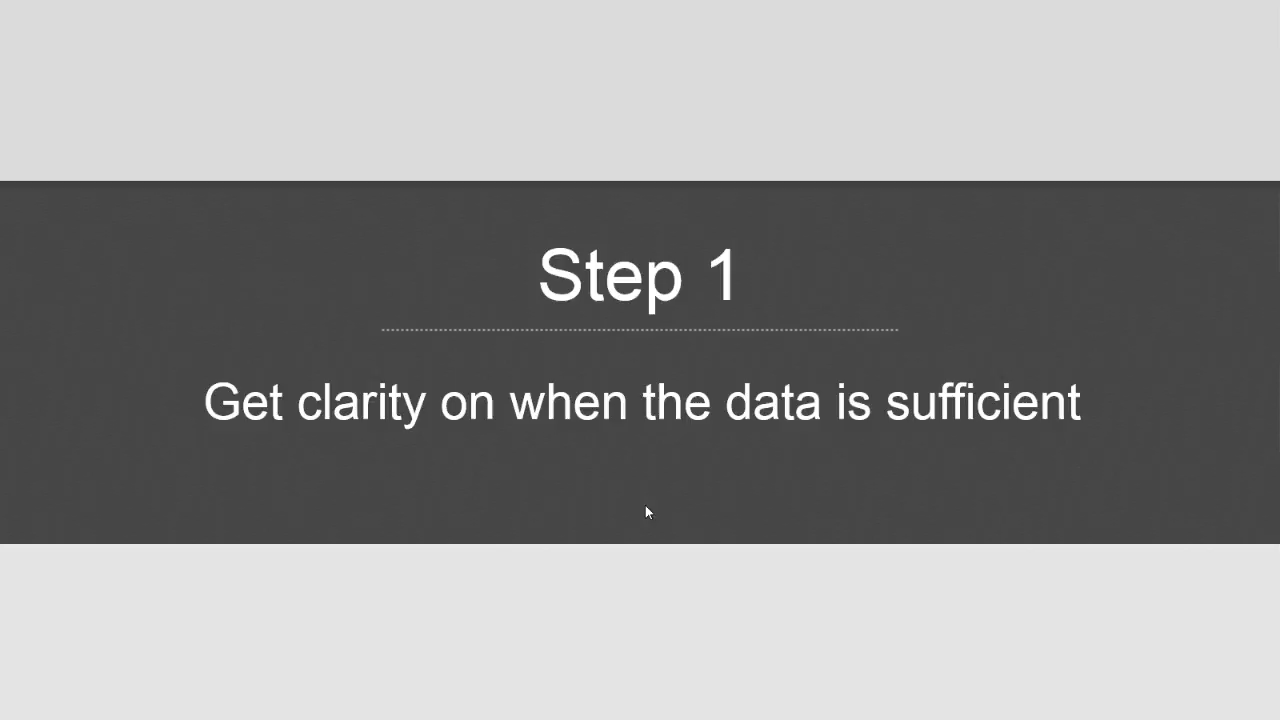 Step 1
Get clarity on when the data is sufficient